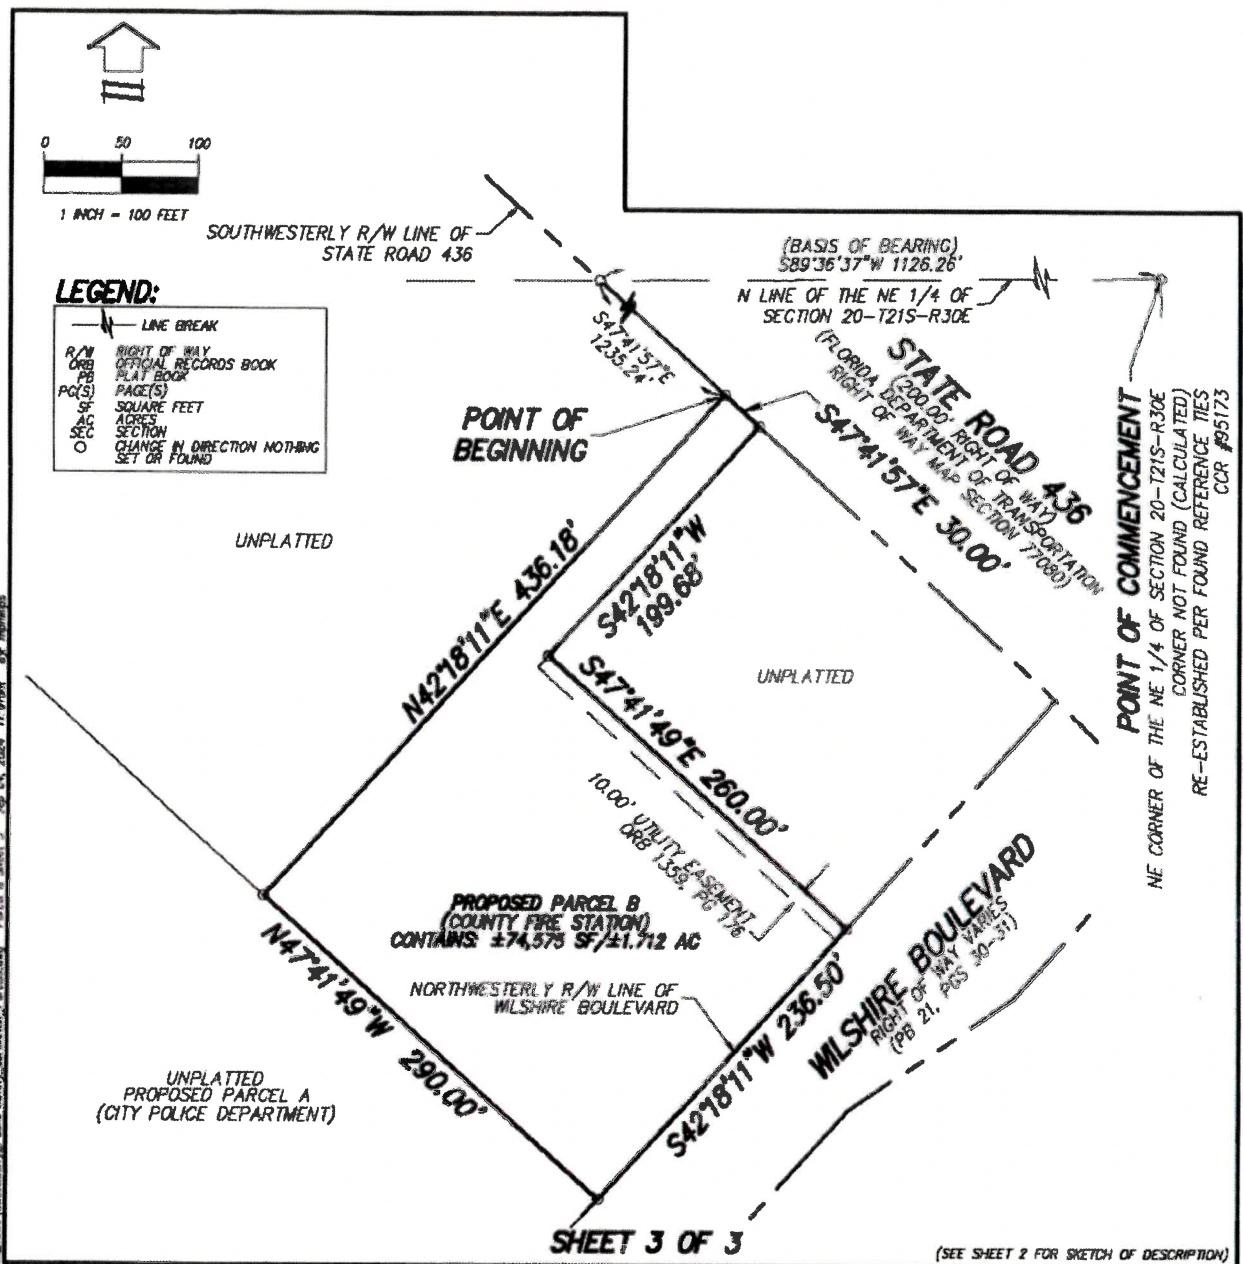 0 50 100
1 INCH = 100 FEET
SOUTHWESTERLY R/W LINE OF
STATE ROAD 436
(BASIS OF BEARING)
S89°36'37"W 1126.26'
N LINE OF THE NE 1/4 OF
SECTION 20-T21S-R30E
LEGEND:
LINE BREAK
R/W RIGHT OF WAY
ORB OFFICIAL RECORDS BOOK
PB PLAT BOOK
PG(S) PAGE(S)
SF SQUARE FEET
AC ACRES
SEC SECTION
O CHANGE IN DIRECTION NOTHING
SET OR FOUND
S47°41'57"E
1235.24'
POINT OF
BEGINNING
STATE ROAD 436
(200.00' RIGHT OF WAY)
(FLORIDA DEPARTMENT OF TRANSPORTATION
RIGHT OF WAY MAP SECTION 77080)
S47°41'57"E 30.00'
POINT OF COMMENCEMENT
NE CORNER OF THE NE 1/4 OF SECTION 20-T21S-R30E
CORNER NOT FOUND (CALCULATED)
RE-ESTABLISHED PER FOUND REFERENCE TIES
CCR #95173
UNPLATTED
N42°18'11"E 436.18'
S42°18'11"W
199.68'
UNPLATTED
S47°41'49"E 260.00'
10.00' UTILITY EASEMENT
ORB 1359, PG 776
PROPOSED PARCEL B
(COUNTY FIRE STATION)
CONTAINS: ±74,575 SF/±1.712 AC
NORTHWESTERLY R/W LINE OF
WILSHIRE BOULEVARD
WILSHIRE BOULEVARD
RIGHT OF WAY VARIES
(PB 21, PGS 30-31)
N47°41'49"W 290.00'
S42°18'11"W 236.50'
UNPLATTED
PROPOSED PARCEL A
(CITY POLICE DEPARTMENT)
SHEET 3 OF 3
(SEE SHEET 2 FOR SKETCH OF DESCRIPTION)